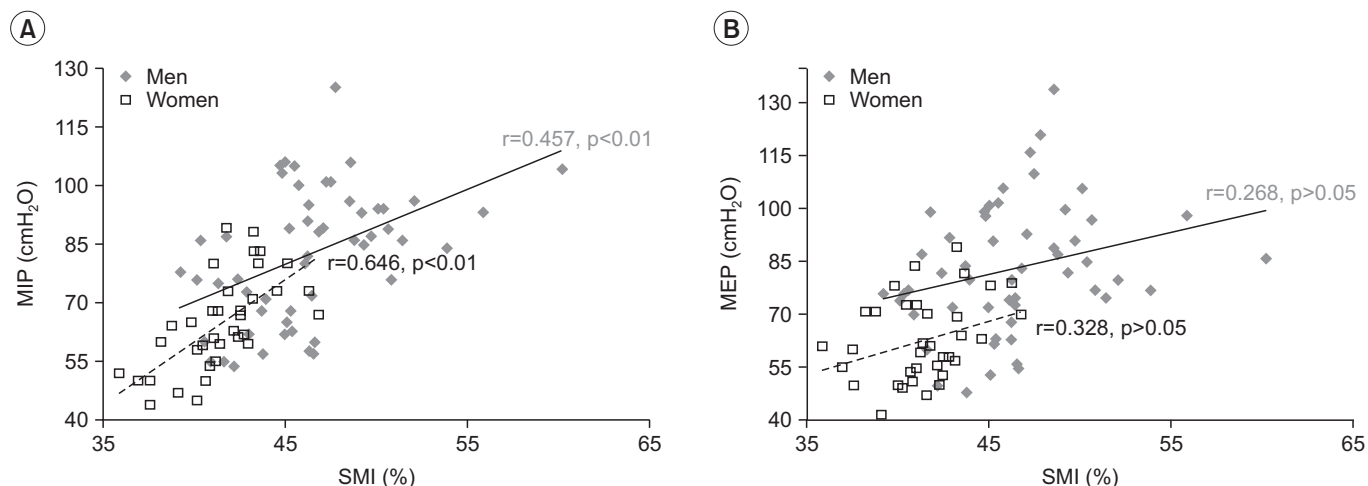 A
130
115
100
85
70
55
40
MIP (cmH₂O)
Men
Women
r=0.457, p<0.01
r=0.646, p<0.01
35
45
55
65
SMI (%)
B
130
115
100
85
70
55
40
MEP (cmH₂O)
Men
Women
r=0.268, p>0.05
r=0.328, p>0.05
35
45
55
65
SMI (%)